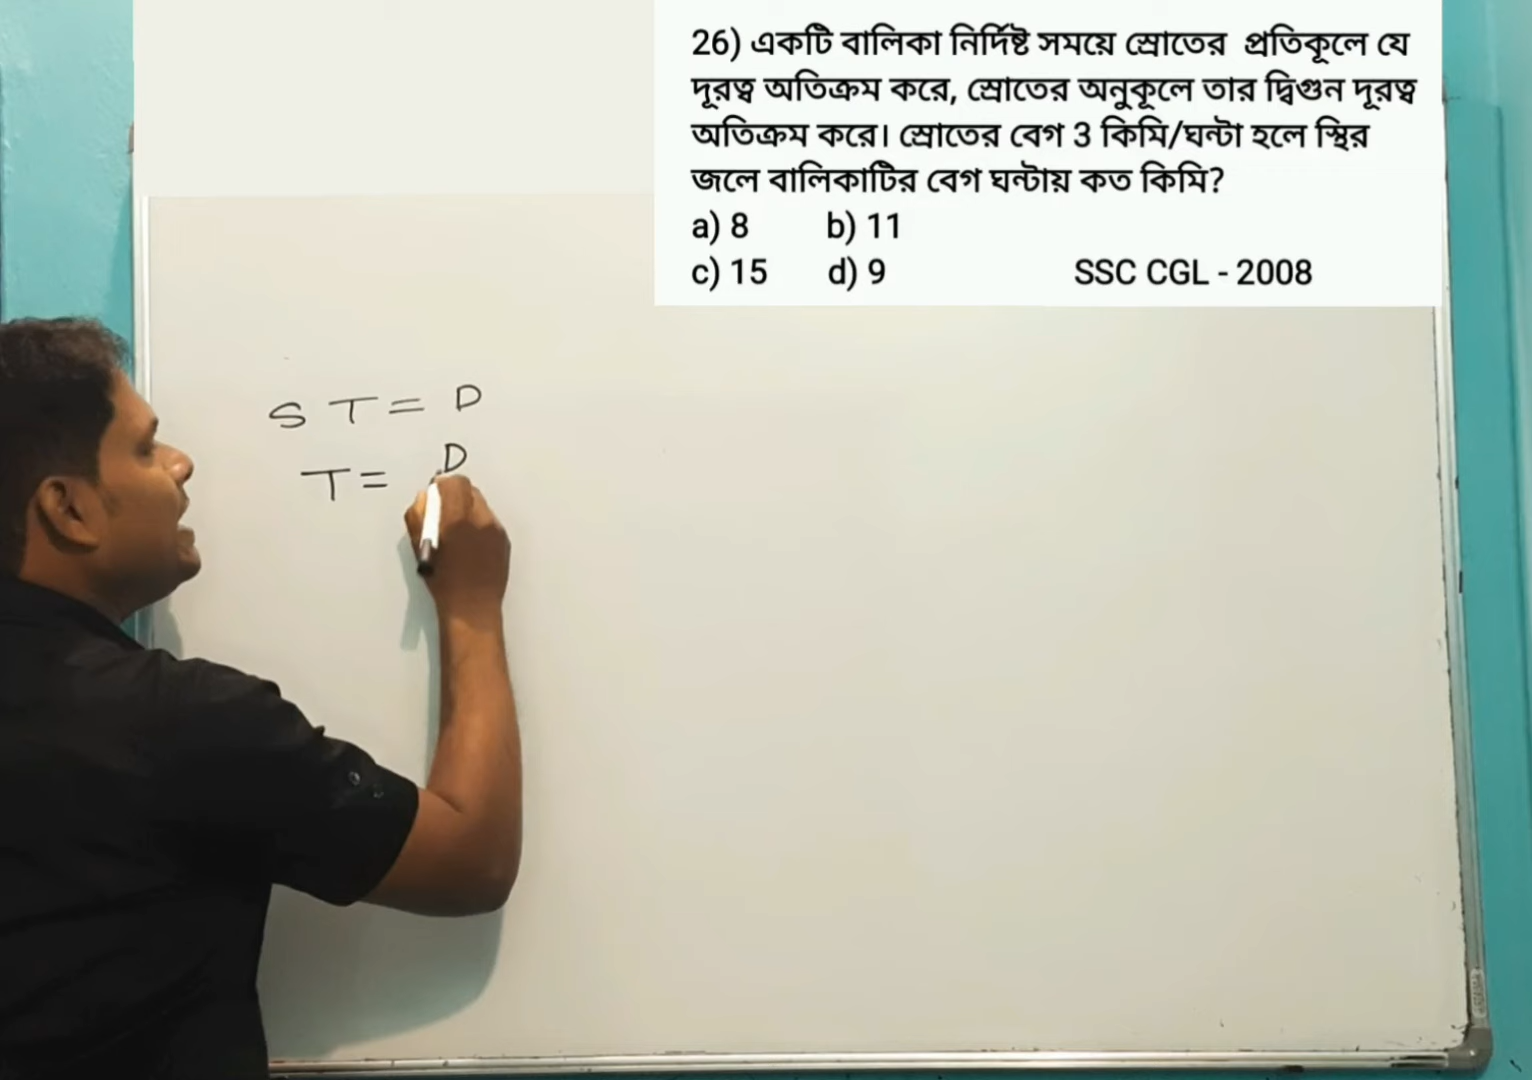 26) একটি বালিকা নির্দিষ্ট সময়ে স্রোতের প্রতিকূলে যে
দূরত্ব অতিক্রম করে, স্রোতের অনুকূলে তার দ্বিগুন দূরত্ব
অতিক্রম করে। স্রোতের বেগ 3 কিমি/ঘন্টা হলে স্থির
জলে বালিকাটির বেগ ঘন্টায় কত কিমি?
a) 8 b) 11
c) 15 d) 9 SSC CGL - 2008
S T = D
T = D